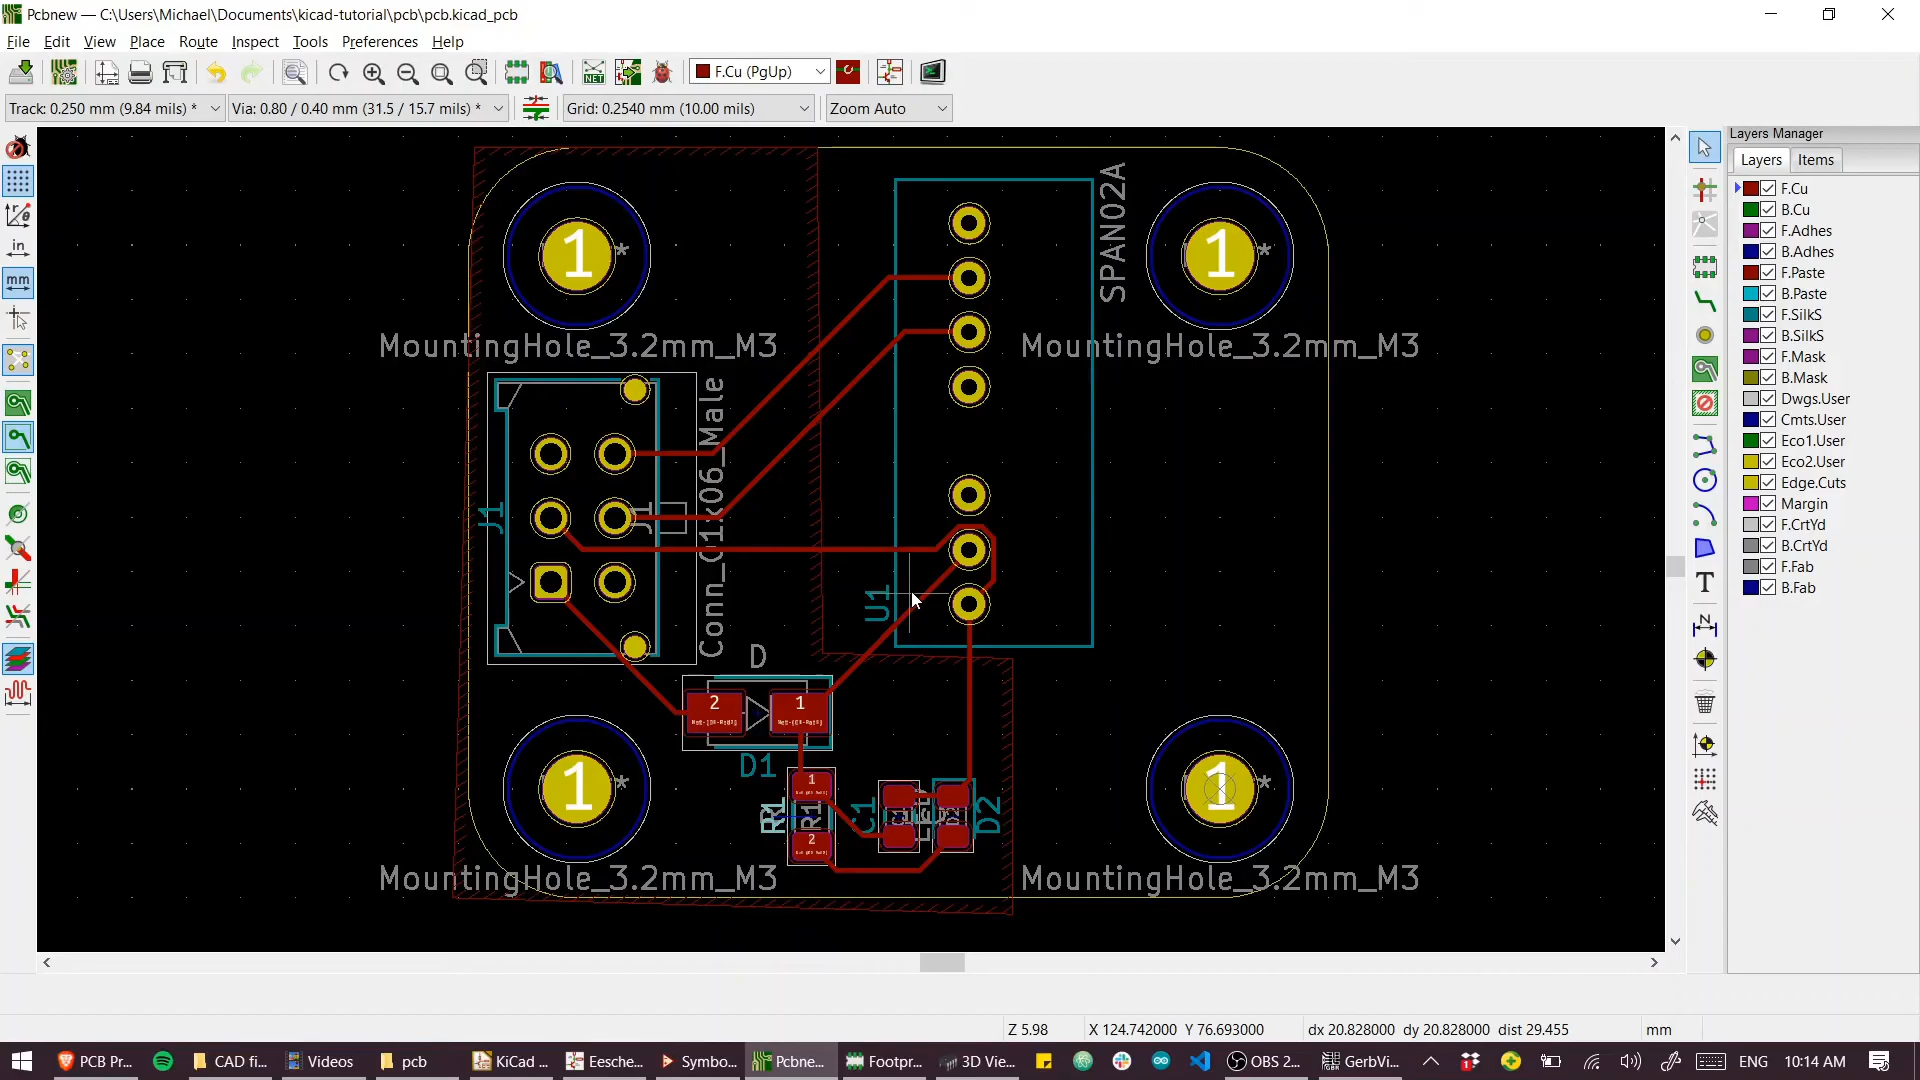 Pcbnew — C:\Users\Michael\Documents\kicad-tutorial\pcb\pcb.kicad_pcb
File Edit View Place Route Inspect Tools Preferences Help
NET
F.Cu (PgUp)
Track: 0.250 mm (9.84 mils) *
Via: 0.80 / 0.40 mm (31.5 / 15.7 mils) *
Grid: 0.2540 mm (10.00 mils)
Zoom Auto
in
mm
Layers Manager
Layers Items
F.Cu
B.Cu
F.Adhes
B.Adhes
F.Paste
B.Paste
F.SilkS
B.SilkS
F.Mask
B.Mask
Dwgs.User
Cmts.User
Eco1.User
Eco2.User
Edge.Cuts
Margin
F.CrtYd
B.CrtYd
F.Fab
B.Fab
1 *
1 *
SPAN02A
MountingHole_3.2mm_M3
MountingHole_3.2mm_M3
J1
J1
Conn_01x06_Male
U1
D
2
1
D1
1 *
1 *
R1
R1
1
2
C1
D2
MountingHole_3.2mm_M3
MountingHole_3.2mm_M3
T
N
Z 5.98
X 124.742000 Y 76.693000
dx 20.828000 dy 20.828000 dist 29.455
mm
PCB Pr...
CAD fi...
Videos
pcb
KiCad ...
Eesche...
Symbo...
Pcbne...
Footpr...
3D Vie...
OBS 2...
GerbVi...
ENG
10:14 AM